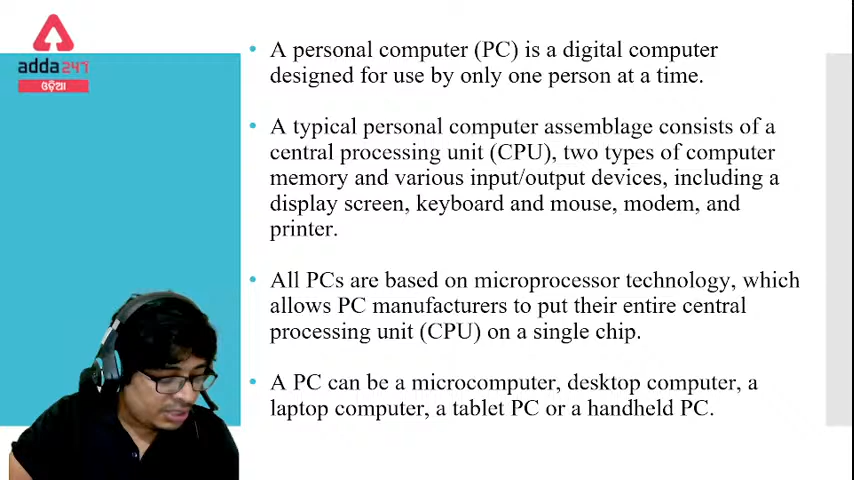 adda247
ଓଡ଼ିଆ
• A personal computer (PC) is a digital computer
designed for use by only one person at a time.
• A typical personal computer assemblage consists of a
central processing unit (CPU), two types of computer
memory and various input/output devices, including a
display screen, keyboard and mouse, modem, and
printer.
• All PCs are based on microprocessor technology, which
allows PC manufacturers to put their entire central
processing unit (CPU) on a single chip.
• A PC can be a microcomputer, desktop computer, a
laptop computer, a tablet PC or a handheld PC.